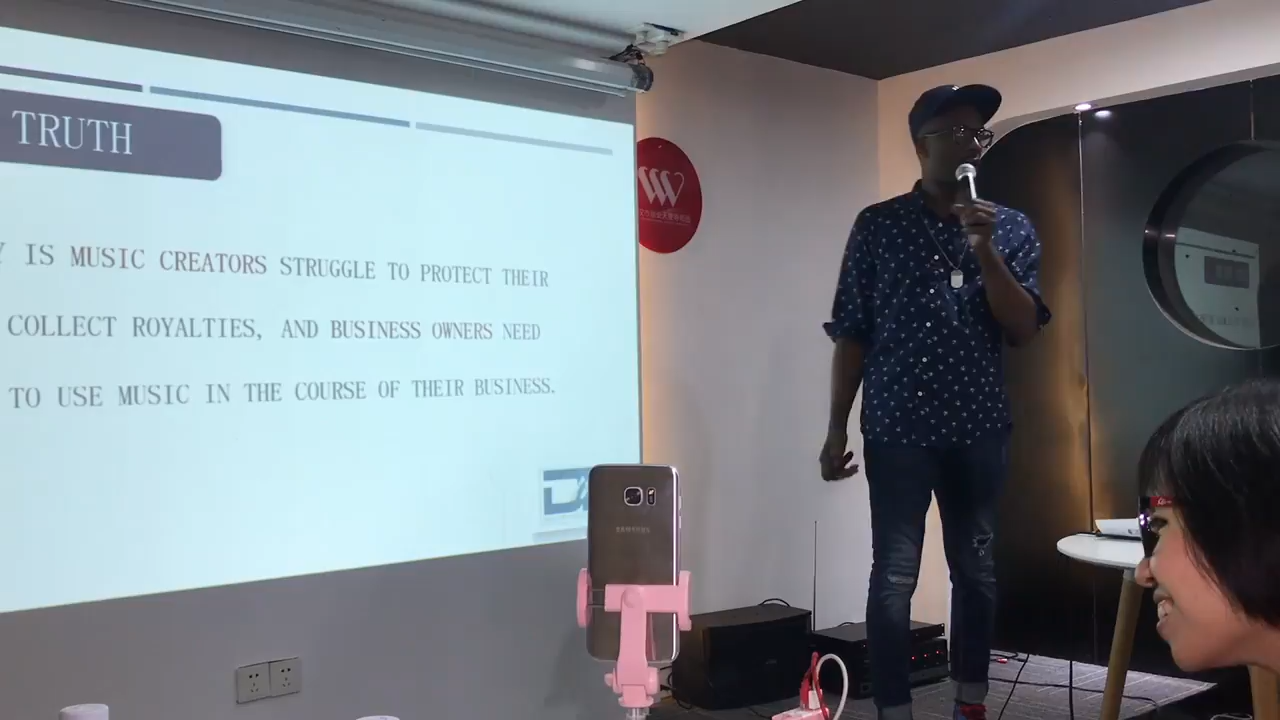 TRUTH
Y IS MUSIC CREATORS STRUGGLE TO PROTECT THEIR
COLLECT ROYALTIES, AND BUSINESS OWNERS NEED
TO USE MUSIC IN THE COURSE OF THEIR BUSINESS.
SAMSUNG